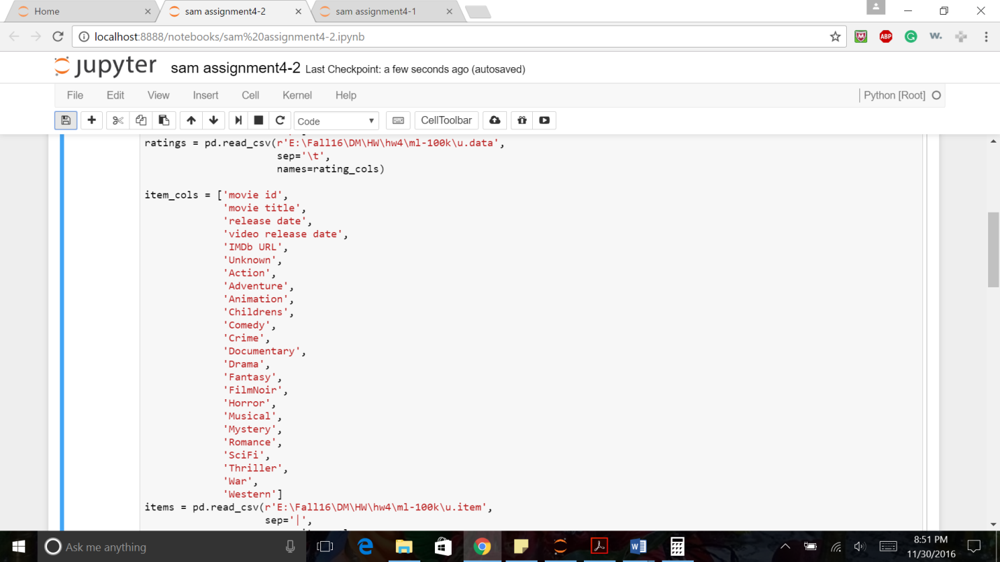 Home
sam assignment4-2
sam assignment4-1
localhost:8888/notebooks/sam%20assignment4-2.ipynb
ABP
G
w.
jupyter sam assignment4-2 Last Checkpoint: a few seconds ago (autosaved)
File Edit View Insert Cell Kernel Help
Python [Root]
Code
CellToolbar
ratings = pd.read_csv(r'E:\Fall16\DM\HW\hw4\ml-100k\u.data',
sep='\t',
names=rating_cols)
item_cols = ['movie id',
'movie title',
'release date',
'video release date',
'IMDb URL',
'Unknown',
'Action',
'Adventure',
'Animation',
'Childrens',
'Comedy',
'Crime',
'Documentary',
'Drama',
'Fantasy',
'FilmNoir',
'Horror',
'Musical',
'Mystery',
'Romance',
'SciFi',
'Thriller',
'War',
'Western']
items = pd.read_csv(r'E:\Fall16\DM\HW\hw4\ml-100k\u.item',
sep='|',
Ask me anything
8:51 PM
11/30/2016